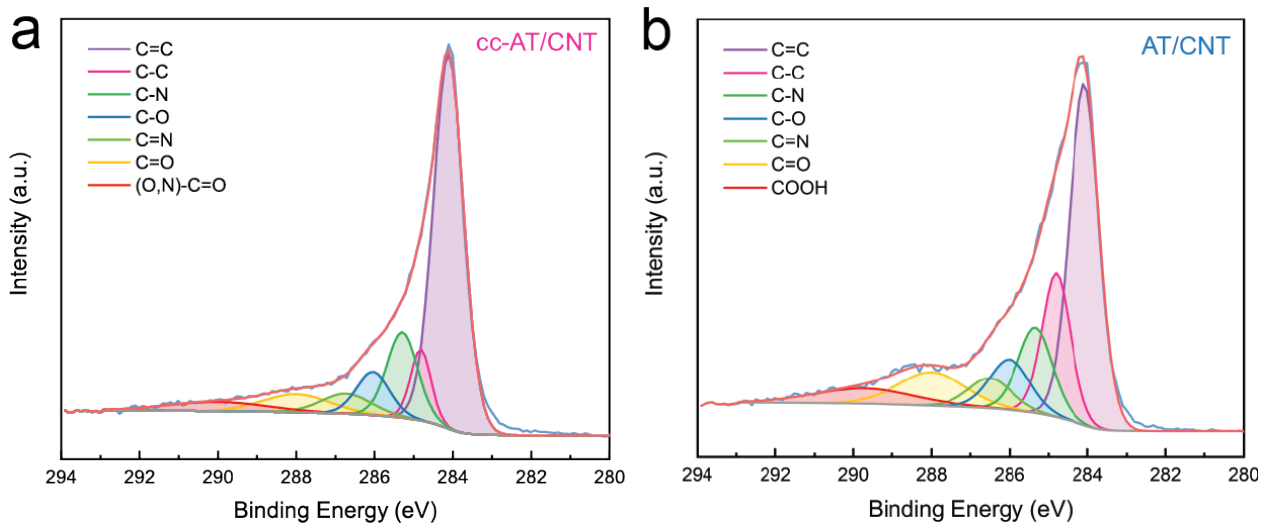 a
cc-AT/CNT
C=C
C-C
C-N
C-O
C=N
C=O
(O,N)-C=O
Intensity (a.u.)
294 292 290 288 286 284 282 280
Binding Energy (eV)
b
AT/CNT
C=C
C-C
C-N
C-O
C=N
C=O
COOH
Intensity (a.u.)
294 292 290 288 286 284 282 280
Binding Energy (eV)